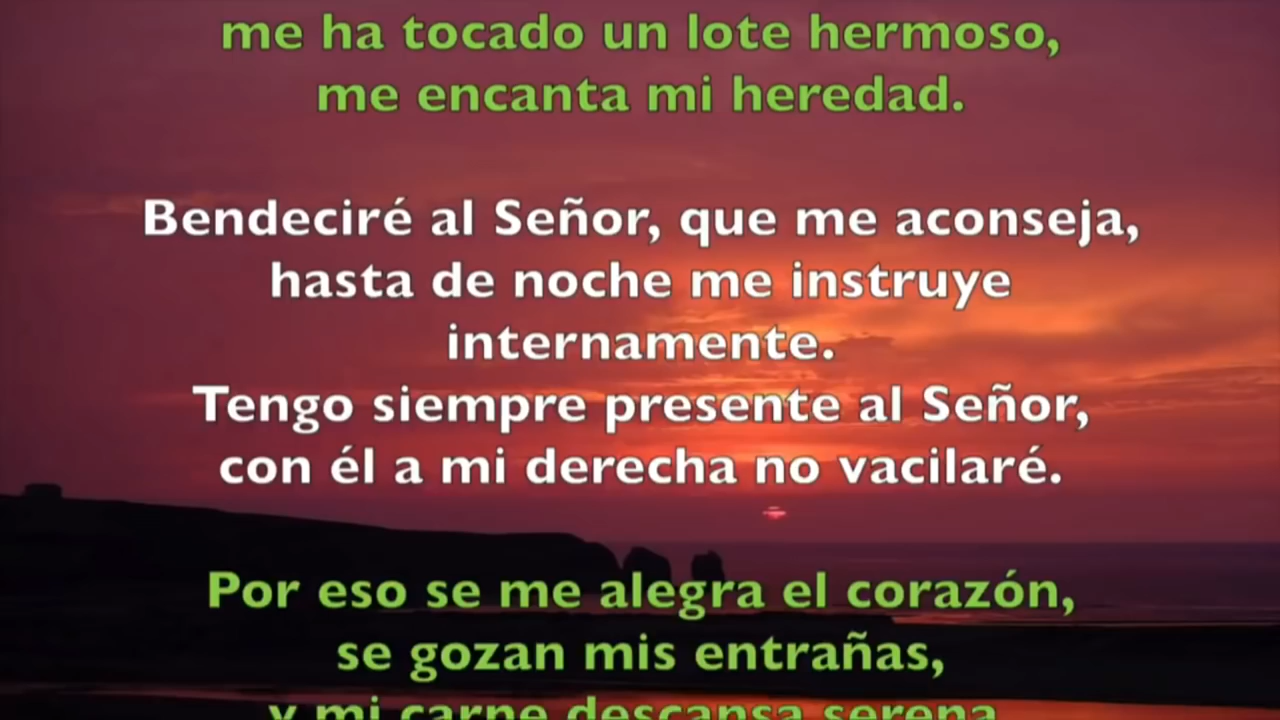 me ha tocado un lote hermoso,
me encanta mi heredad.
Bendeciré al Señor, que me aconseja,
hasta de noche me instruye
internamente.
Tengo siempre presente al Señor,
con él a mi derecha no vacilaré.
Por eso se me alegra el corazón,
se gozan mis entrañas,
y mi carne descansa serena